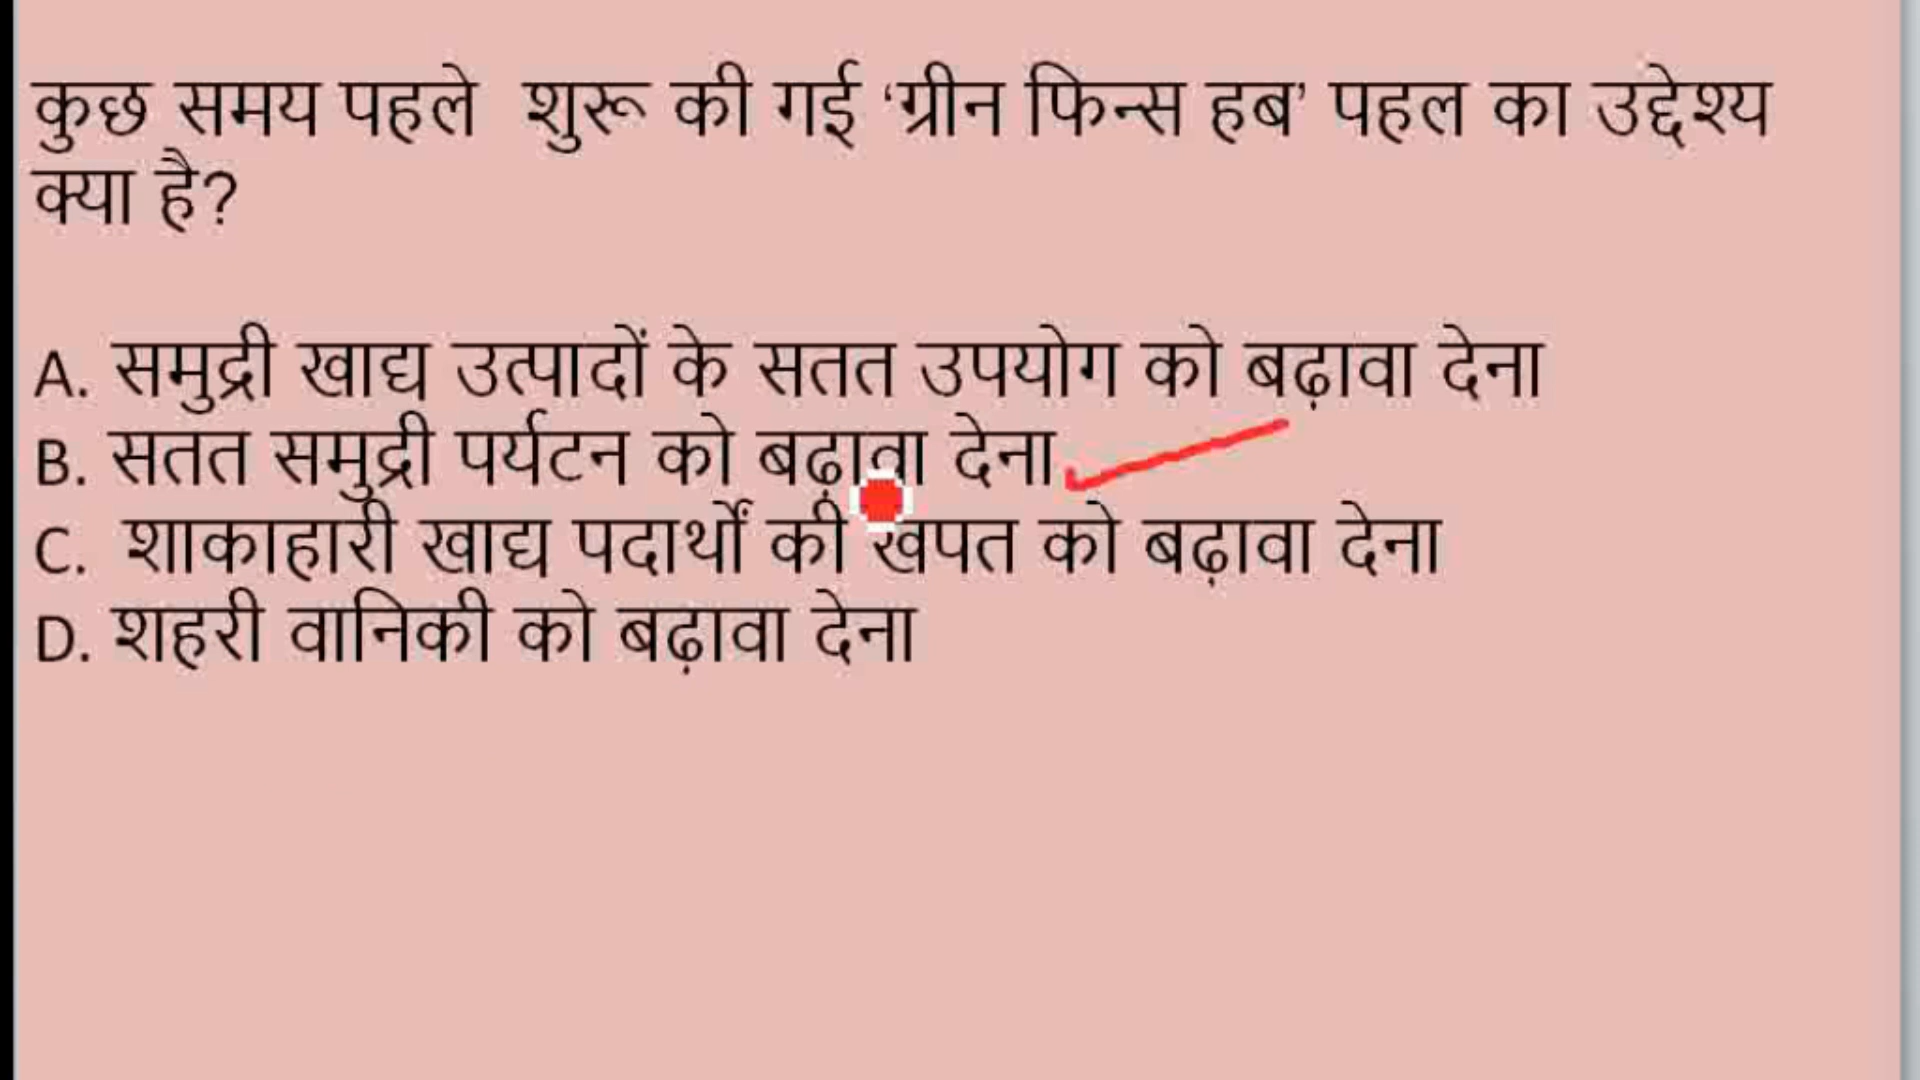 कुछ समय पहले शुरू की गई ‘ग्रीन फिन्स हब’ पहल का उद्देश्य
क्या है?
A. समुद्री खाद्य उत्पादों के सतत उपयोग को बढ़ावा देना
B. सतत समुद्री पर्यटन को बढ़ावा देना
C. शाकाहारी खाद्य पदार्थों की खपत को बढ़ावा देना
D. शहरी वानिकी को बढ़ावा देना